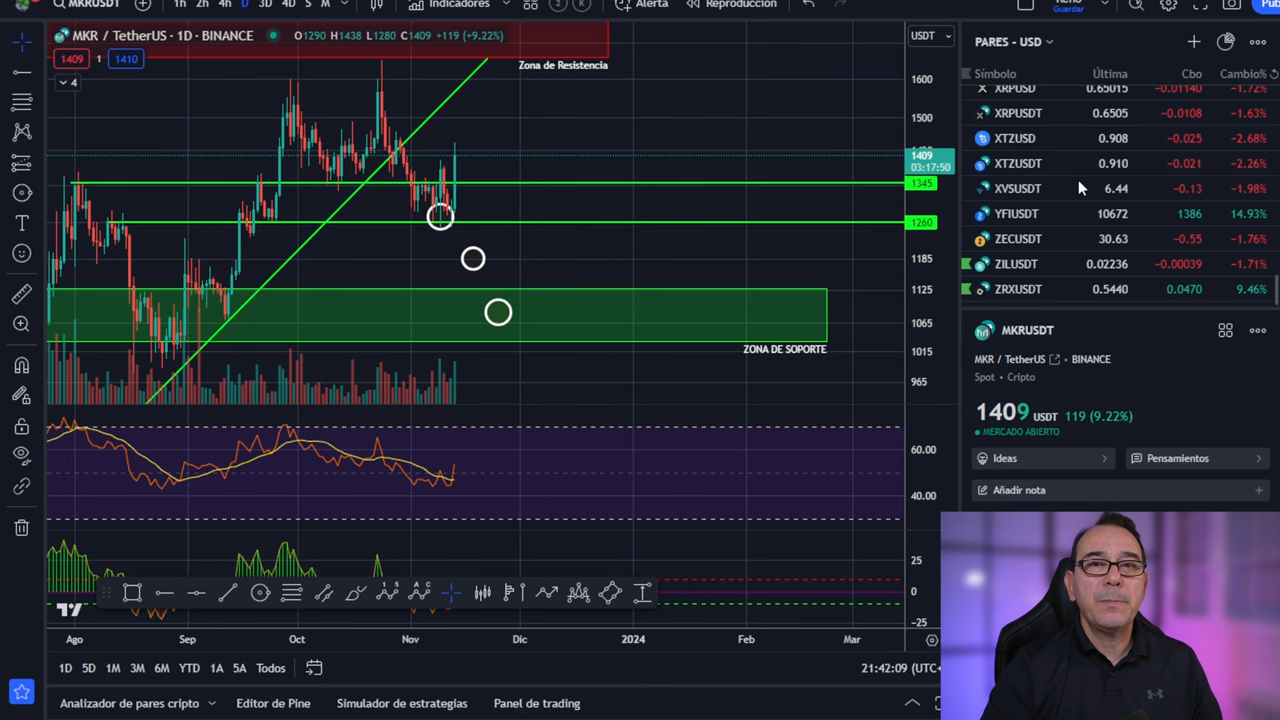 MKRUSDT 1h 2h 4h D 3D 4D S M Indicadores Alerta Reproducción Guardar
MKR / TetherUS · 1D · BINANCE O1290 H1438 L1280 C1409 +119 (+9.22%)
1409 1 1410
4
Zona de Resistencia
ZONA DE SOPORTE
USDT
1600
1500
1409
03:17:50
1345
1260
1185
1125
1065
1015
965
60.00
40.00
25
0
−25
Ago Sep Oct Nov Dic 2024 Feb Mar
1D 5D 1M 3M 6M YTD 1A 5A Todos 21:42:09 (UTC
Analizador de pares cripto Editor de Pine Simulador de estrategias Panel de trading
PARES - USD
Símbolo Última Cbo Cambio%
XRPUSD 0.65015 −0.01140 −1.72%
XRPUSDT 0.6505 −0.0108 −1.63%
XTZUSD 0.908 −0.025 −2.68%
XTZUSDT 0.910 −0.021 −2.26%
XVSUSDT 6.44 −0.13 −1.98%
YFIUSDT 10672 1386 14.93%
ZECUSDT 30.63 −0.55 −1.76%
ZILUSDT 0.02236 −0.00039 −1.71%
ZRXUSDT 0.5440 0.0470 9.46%
MKRUSDT
MKR / TetherUS • BINANCE
Spot • Cripto
1409 USDT 119 (9.22%)
MERCADO ABIERTO
Ideas
Pensamientos
Añadir nota